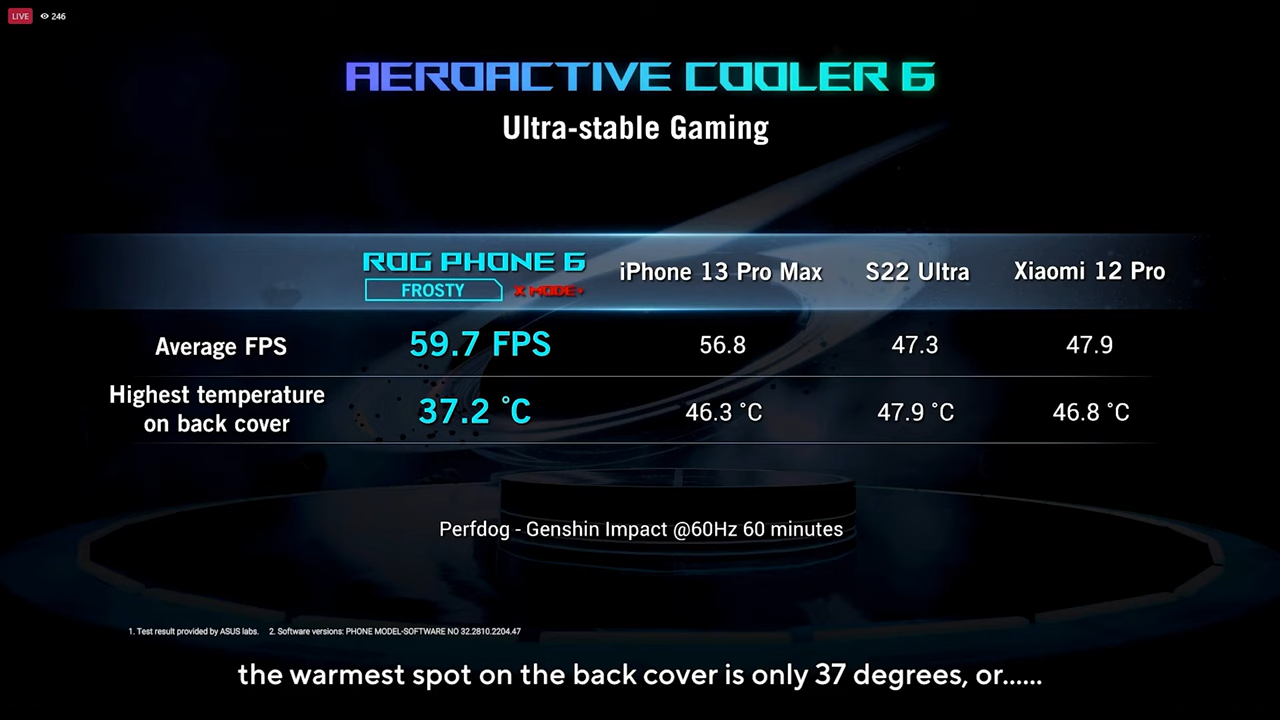 LIVE 246
AEROACTIVE COOLER 6
Ultra-stable Gaming
ROG PHONE 6 iPhone 13 Pro Max S22 Ultra Xiaomi 12 Pro
FROSTY X MODE+
Average FPS 59.7 FPS 56.8 47.3 47.9
Highest temperature
on back cover 37.2 °C 46.3 °C 47.9 °C 46.8 °C
Perfdog - Genshin Impact @60Hz 60 minutes
1. Test result provided by ASUS labs. 2. Software versions: PHONE MODEL-SOFTWARE NO 32.2810.2204.47
the warmest spot on the back cover is only 37 degrees, or......